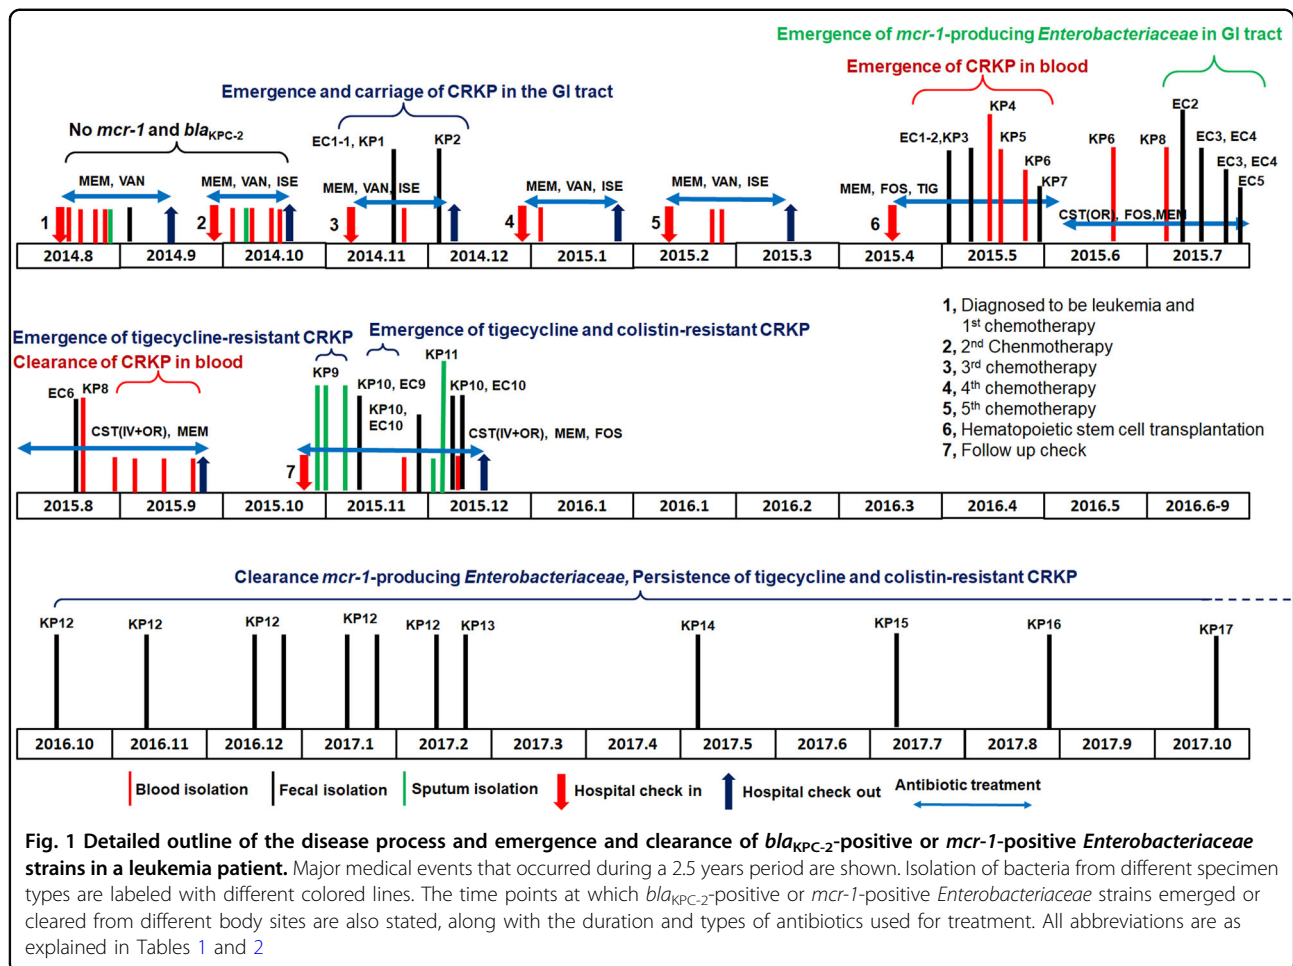 Emergence of mcr-1-producing Enterobacteriaceae in GI tract
Emergence of CRKP in blood
Emergence and carriage of CRKP in the GI tract
No mcr-1 and blaKPC-2
EC1-1, KP1
KP2
EC1-2,KP3
KP4
KP5
KP6
KP7
KP6
KP8
EC2
EC3, EC4
EC3, EC4
EC5
MEM, VAN
MEM, VAN, ISE
MEM, VAN, ISE
MEM, VAN, ISE
MEM, VAN, ISE
MEM, FOS, TIG
CST(OR), FOS,MEM
1
2
3
4
5
6
2014.8 2014.9 2014.10 2014.11 2014.12 2015.1 2015.2 2015.3 2015.4 2015.5 2015.6 2015.7
Emergence of tigecycline-resistant CRKP
Clearance of CRKP in blood
Emergence of tigecycline and colistin-resistant CRKP
EC6
KP8
KP9
KP10, EC9
KP10,
EC10
KP11
KP10, EC10
CST(IV+OR), MEM
CST(IV+OR), MEM, FOS
7
2015.8 2015.9 2015.10 2015.11 2015.12 2016.1 2016.1 2016.2 2016.3 2016.4 2016.5 2016.6-9
1, Diagnosed to be leukemia and
1st chemotherapy
2, 2nd Chenmotherapy
3, 3rd chemotherapy
4, 4th chemotherapy
5, 5th chemotherapy
6, Hematopoietic stem cell transplantation
7, Follow up check
Clearance mcr-1-producing Enterobacteriaceae, Persistence of tigecycline and colistin-resistant CRKP
KP12 KP12 KP12 KP12 KP12 KP13 KP14 KP15 KP16 KP17
2016.10 2016.11 2016.12 2017.1 2017.2 2017.3 2017.4 2017.5 2017.6 2017.7 2017.8 2017.9 2017.10
Blood isolation Fecal isolation Sputum isolation Hospital check in Hospital check out Antibiotic treatment
Fig. 1 Detailed outline of the disease process and emergence and clearance of blaKPC-2-positive or mcr-1-positive Enterobacteriaceae
strains in a leukemia patient. Major medical events that occurred during a 2.5 years period are shown. Isolation of bacteria from different specimen
types are labeled with different colored lines. The time points at which blaKPC-2-positive or mcr-1-positive Enterobacteriaceae strains emerged or
cleared from different body sites are also stated, along with the duration and types of antibiotics used for treatment. All abbreviations are as
explained in Tables 1 and 2